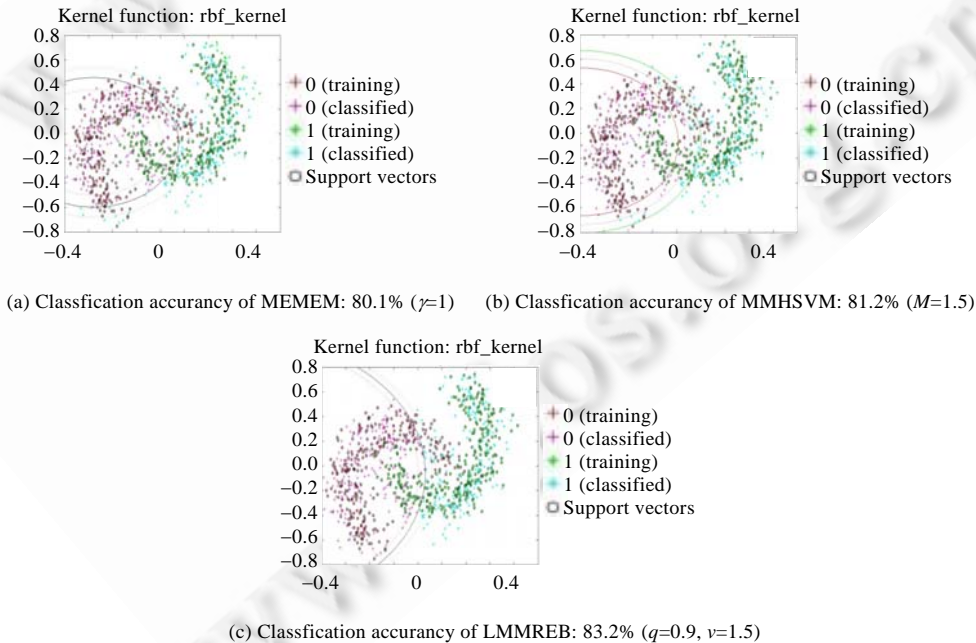 Kernel function: rbf_kernel
0.8
0.6
0.4
0.2
0.0
−0.2
−0.4
−0.6
−0.8
−0.4
0
0.4
0 (training)
0 (classified)
1 (training)
1 (classified)
Support vectors
Kernel function: rbf_kernel
0.8
0.6
0.4
0.2
0.0
−0.2
−0.4
−0.6
−0.8
−0.4
0
0.4
0 (training)
0 (classified)
1 (training)
1 (classified)
Support vectors
(a) Classfication accurancy of MEMEM: 80.1% (γ=1)
(b) Classfication accurancy of MMHSVM: 81.2% (M=1.5)
Kernel function: rbf_kernel
0.8
0.6
0.4
0.2
0.0
−0.2
−0.4
−0.6
−0.8
−0.4
0
0.4
0 (training)
0 (classified)
1 (training)
1 (classified)
Support vectors
(c) Classfication accurancy of LMMREB: 83.2% (q=0.9, v=1.5)